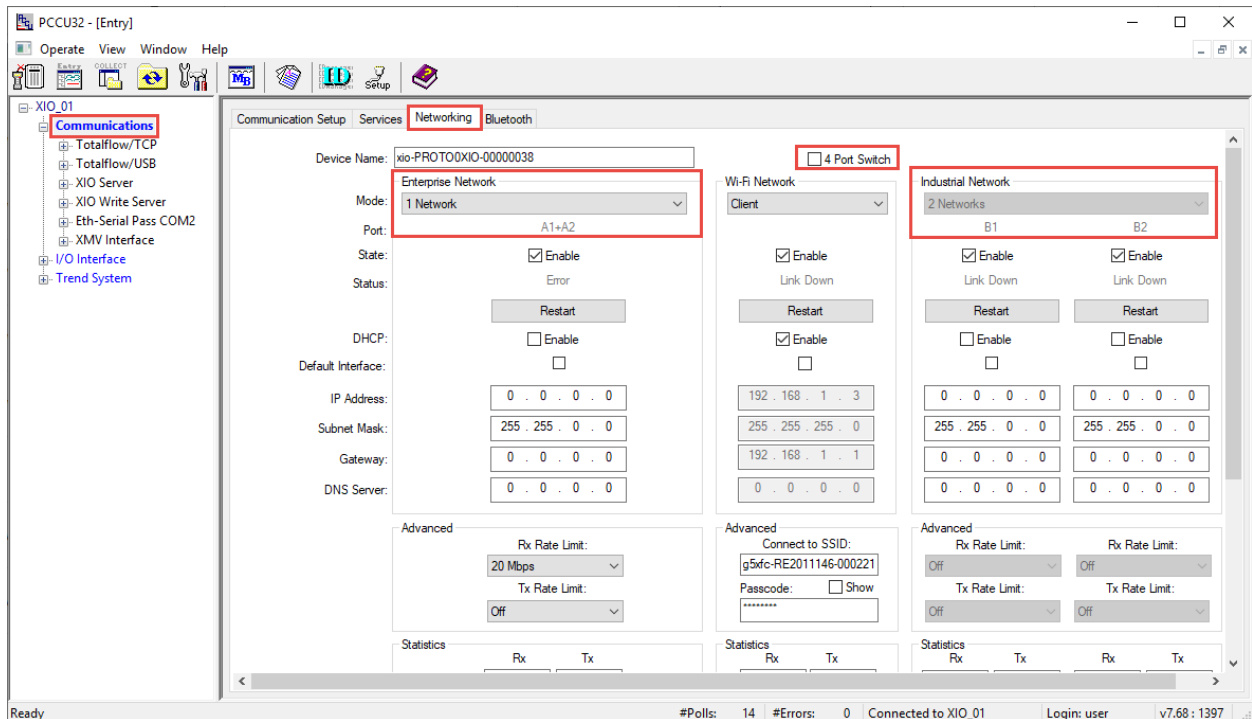 PCCU32 - [Entry]
Operate View Window Help
Entry COLLECT MB ID Setup
XIO_01
Communications
Totalflow/TCP
Totalflow/USB
XIO Server
XIO Write Server
Eth-Serial Pass COM2
XMV Interface
I/O Interface
Trend System
Communication Setup Services Networking Bluetooth
Device Name: xio-PROTO0XIO-00000038 4 Port Switch
Enterprise Network Wi-Fi Network Industrial Network
Mode: 1 Network Client 2 Networks
Port: A1+A2 B1 B2
State: Enable Enable Enable Enable
Status: Error Link Down Link Down Link Down
Restart Restart Restart Restart
DHCP: Enable Enable Enable Enable
Default Interface:
IP Address: 0 . 0 . 0 . 0 192 . 168 . 1 . 3 0 . 0 . 0 . 0 0 . 0 . 0 . 0
Subnet Mask: 255 . 255 . 0 . 0 255 . 255 . 255 . 0 255 . 255 . 0 . 0 255 . 255 . 0 . 0
Gateway: 0 . 0 . 0 . 0 192 . 168 . 1 . 1 0 . 0 . 0 . 0 0 . 0 . 0 . 0
DNS Server: 0 . 0 . 0 . 0 0 . 0 . 0 . 0 0 . 0 . 0 . 0 0 . 0 . 0 . 0
Advanced Advanced Advanced
Rx Rate Limit: Connect to SSID: Rx Rate Limit: Rx Rate Limit:
20 Mbps g5xfc-RE2011146-000221 Off Off
Tx Rate Limit: Passcode: Show Tx Rate Limit: Tx Rate Limit:
Off ******** Off Off
Statistics Statistics Statistics
Rx Tx Rx Tx Rx Tx Rx Tx
Ready #Polls: 14 #Errors: 0 Connected to XIO_01 Login: user v7.68 : 1397